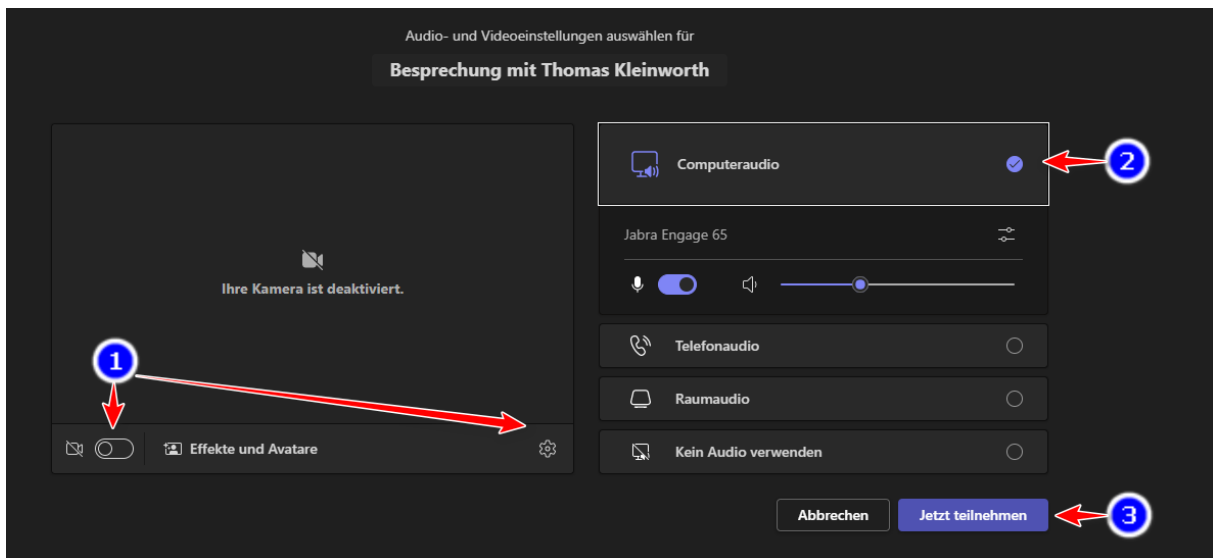 Audio- und Videoeinstellungen auswählen für
Besprechung mit Thomas Kleinworth
Ihre Kamera ist deaktiviert.
1
Effekte und Avatare
Computeraudio
2
Jabra Engage 65
Telefonaudio
Raumaudio
Kein Audio verwenden
Abbrechen
Jetzt teilnehmen
3